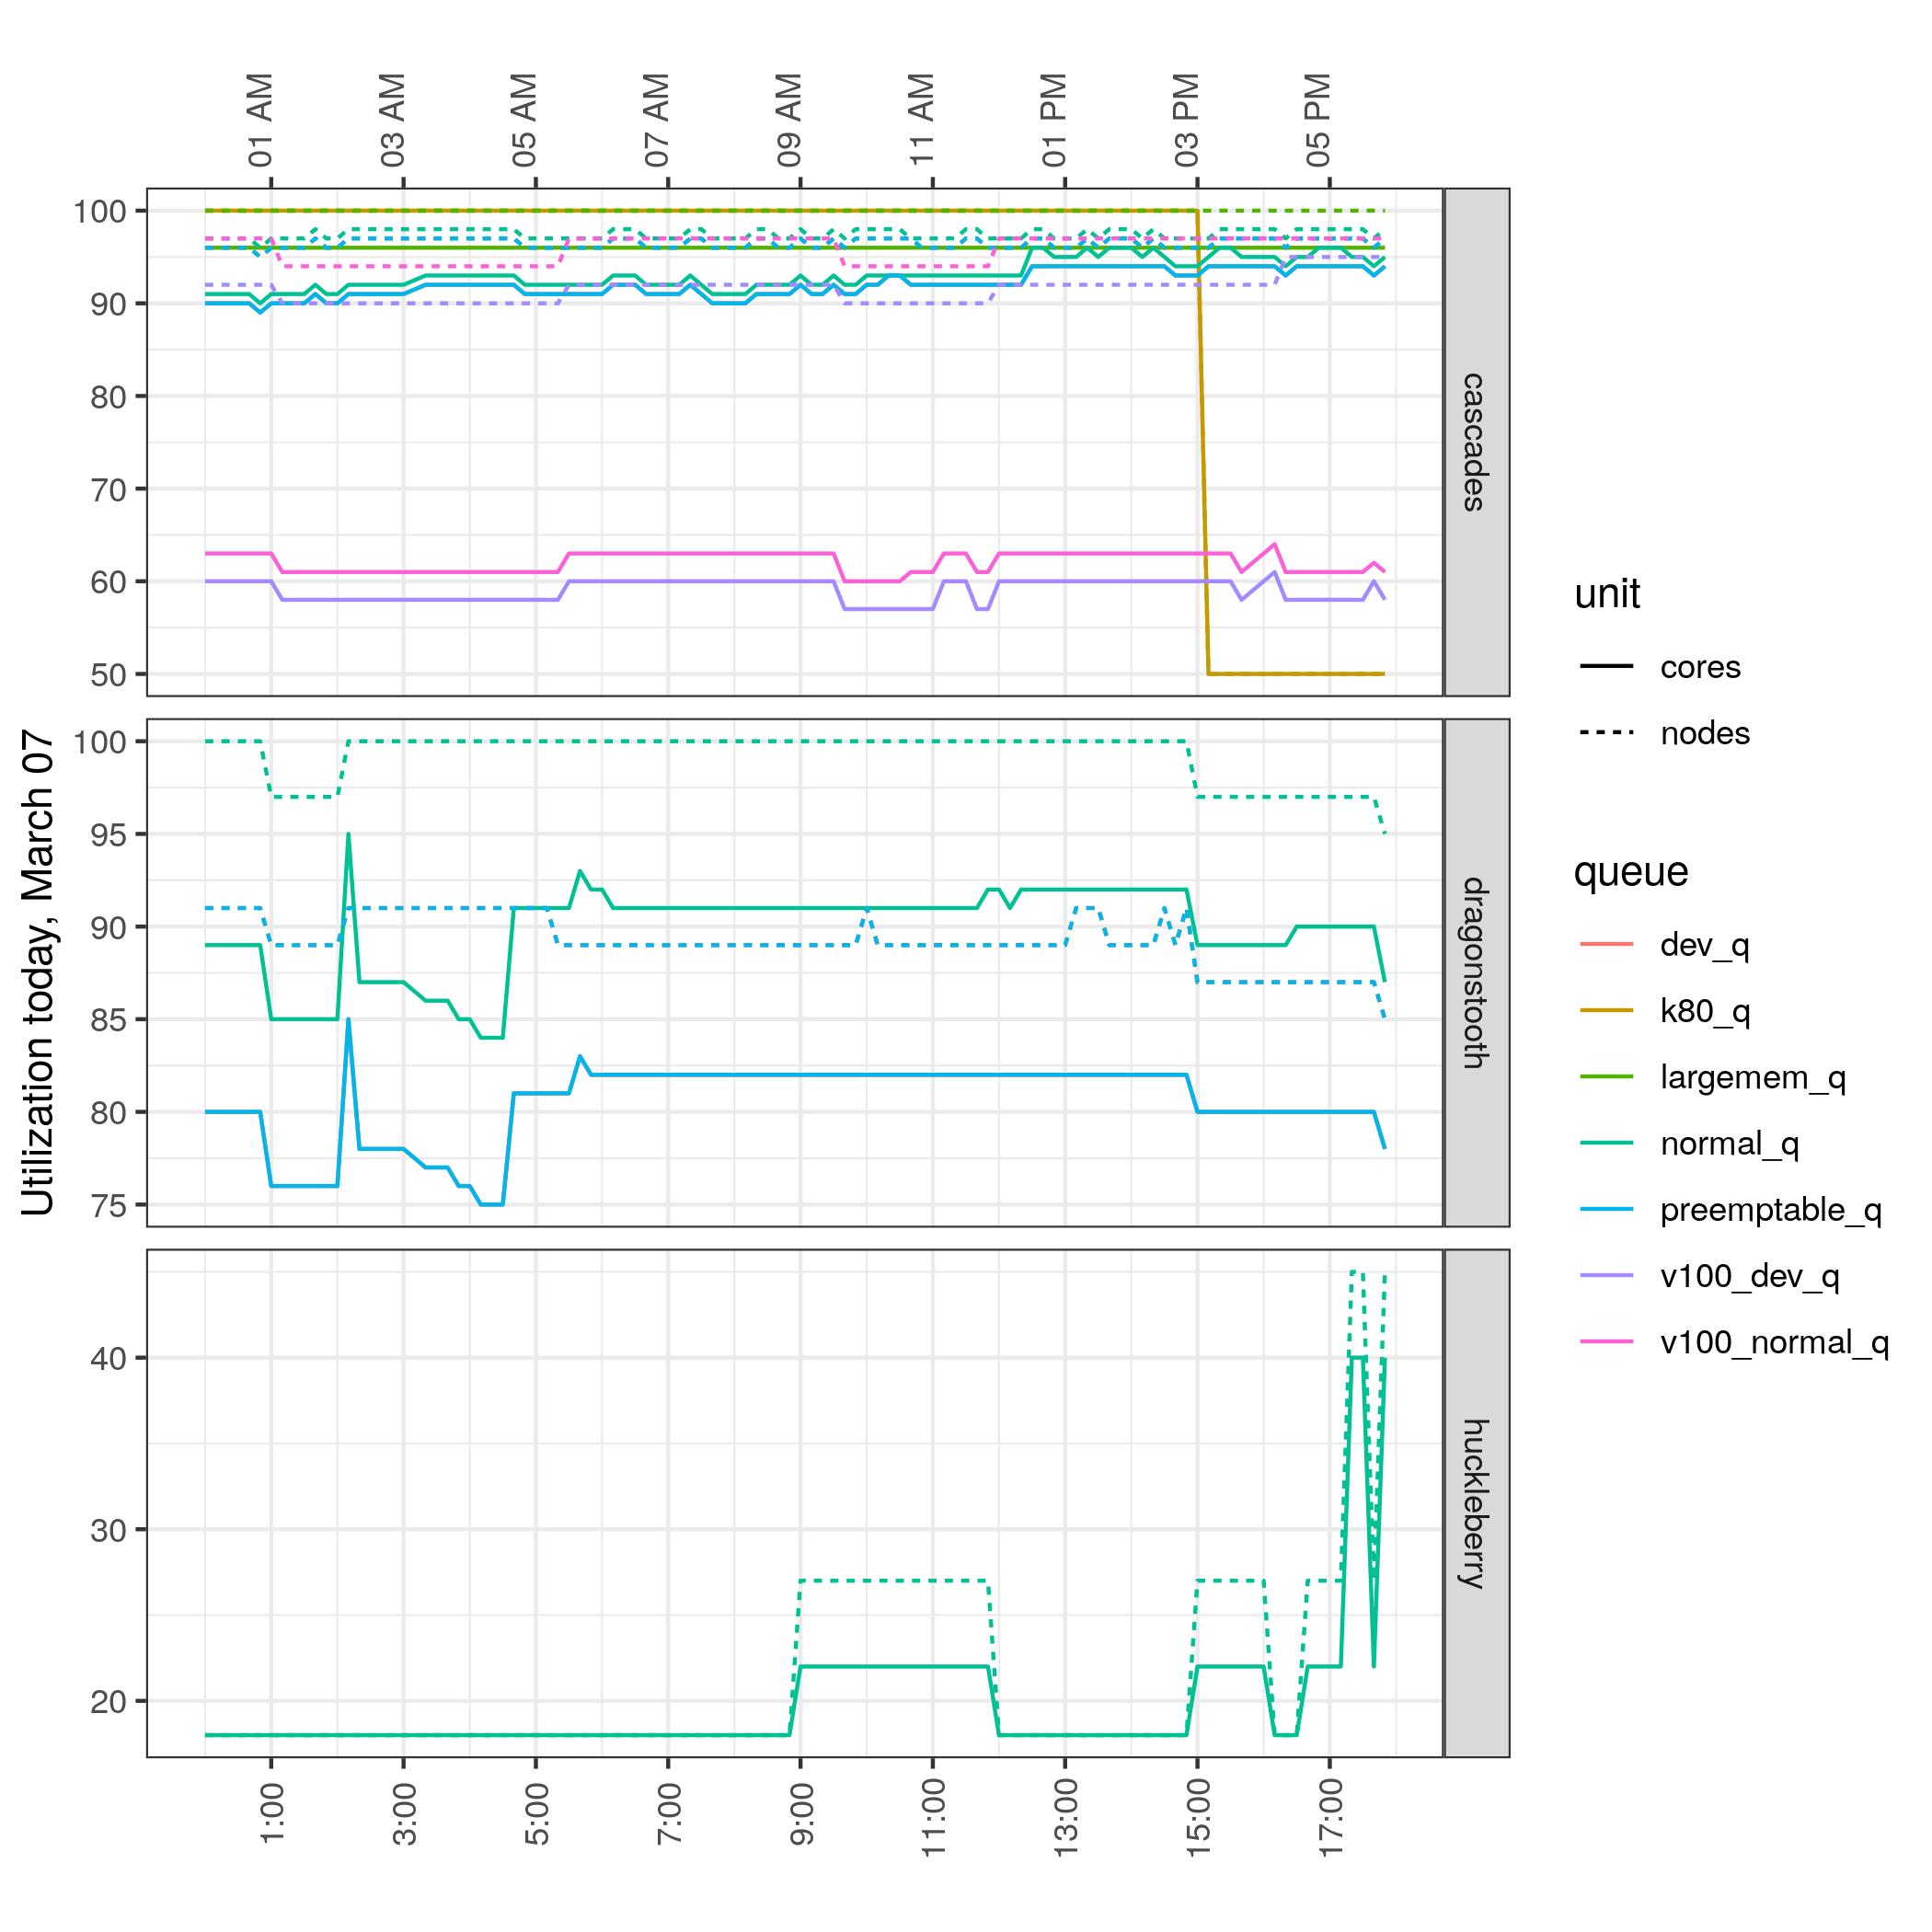 01 AM
03 AM
05 AM
07 AM
09 AM
11 AM
01 PM
03 PM
05 PM
Utilization today, March 07
100
90
80
70
60
50
cascades
100
95
90
85
80
75
dragonstooth
40
30
20
huckleberry
1:00
3:00
5:00
7:00
9:00
11:00
13:00
15:00
17:00
unit
cores
nodes
queue
dev_q
k80_q
largemem_q
normal_q
preemptable_q
v100_dev_q
v100_normal_q